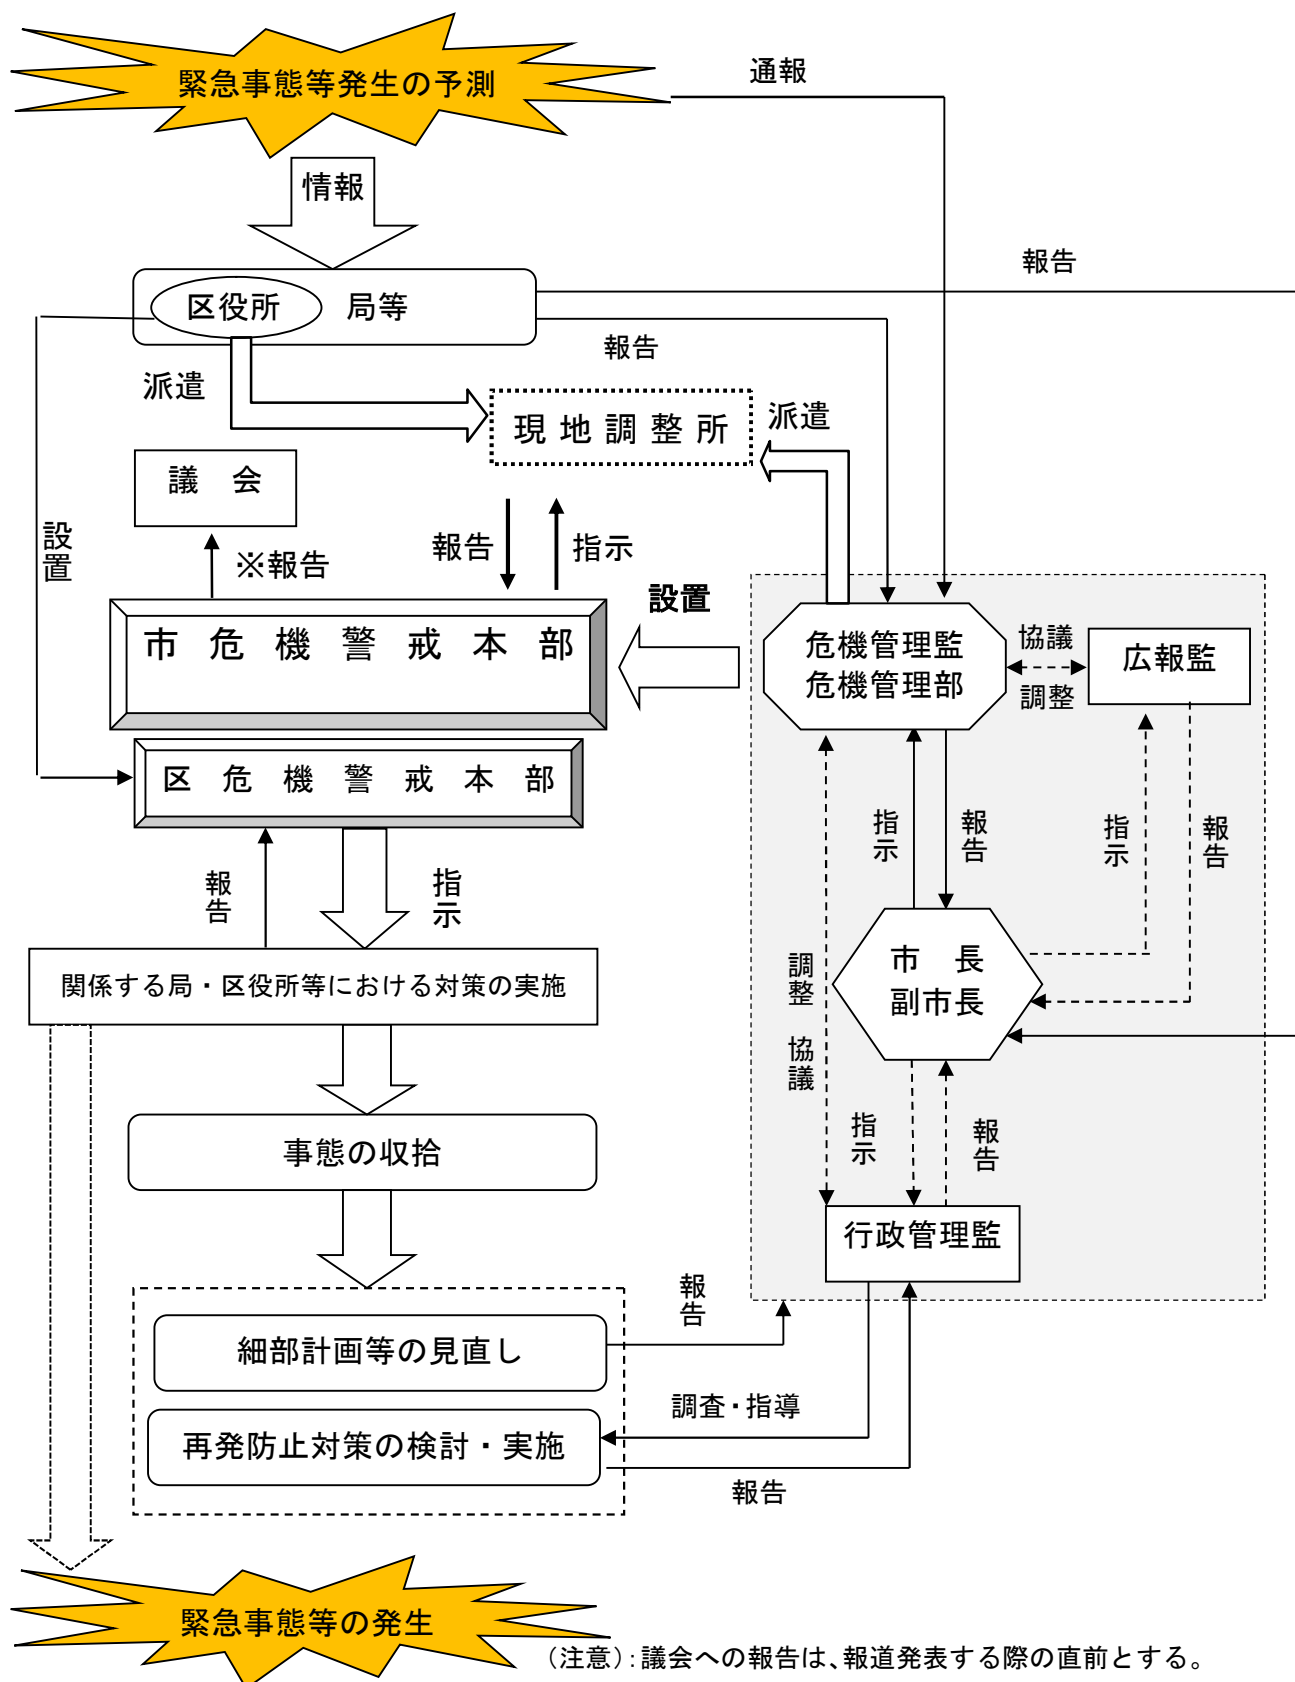 緊急事態等発生の予測
通報
情報
報告
区役所 局等
報告
派遣
現地調整所
派遣
議 会
設置
※報告
報告
指示
設置
市危機警戒本部
危機管理監
危機管理部
協議
調整
広報監
区危機警戒本部
報告
指示
指示
報告
指示
報告
関係する局・区役所等における対策の実施
市 長
副市長
調整
協議
事態の収拾
指示
報告
行政管理監
報告
細部計画等の見直し
調査・指導
再発防止対策の検討・実施
報告
緊急事態等の発生
（注意）：議会への報告は、報道発表する際の直前とする。